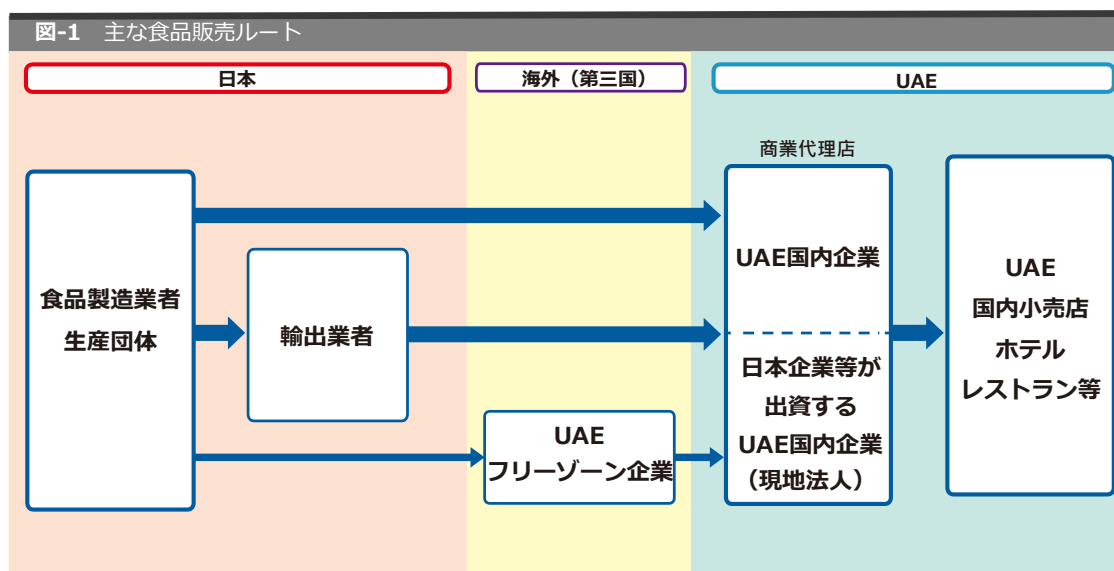 図-1 主な食品販売ルート
日本
海外（第三国）
UAE
食品製造業者
生産団体
輸出業者
UAE
フリーゾーン企業
商業代理店
UAE国内企業
日本企業等が
出資する
UAE国内企業
（現地法人）
UAE
国内小売店
ホテル
レストラン等